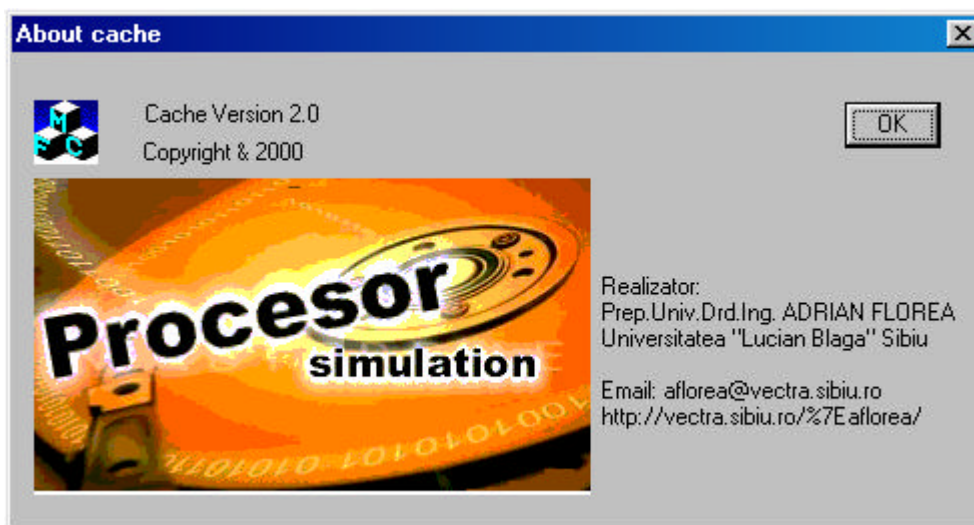 About cache
MFC
Cache Version 2.0
Copyright & 2000
OK
Procesor
simulation
Realizator:
Prep.Univ.Drd.Ing. ADRIAN FLOREA
Universitatea "Lucian Blaga" Sibiu
Email: aflorea@vectra.sibiu.ro
http://vectra.sibiu.ro/%7Eaflorea/